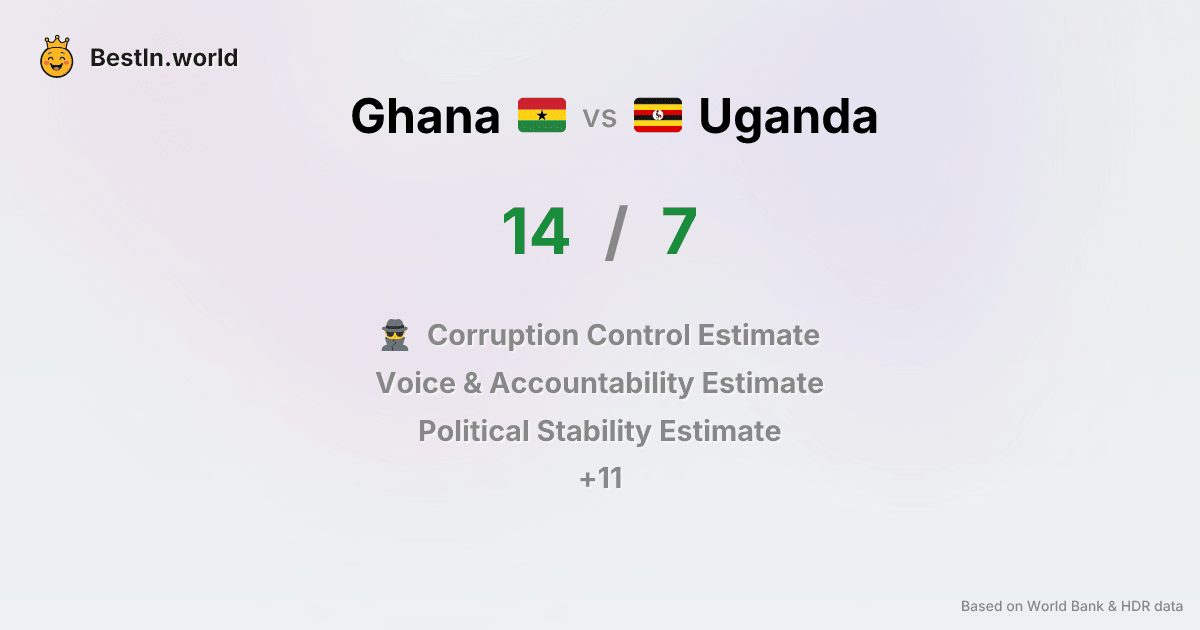 BestIn.world
Ghana vs Uganda
14 / 7
Corruption Control Estimate
Voice & Accountability Estimate
Political Stability Estimate
+11
Based on World Bank & HDR data